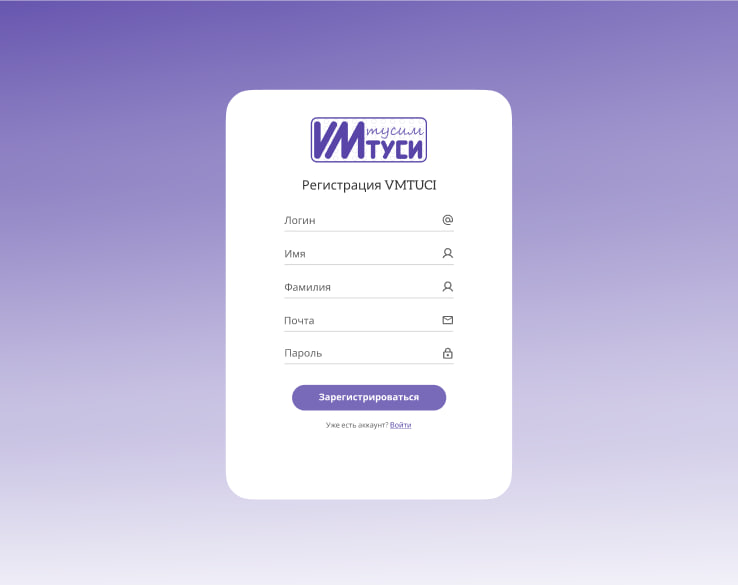 VM тусим
ТУСИ
Регистрация VMTUCI
Логин
Имя
Фамилия
Почта
Пароль
Зарегистрироваться
Уже есть аккаунт? Войти